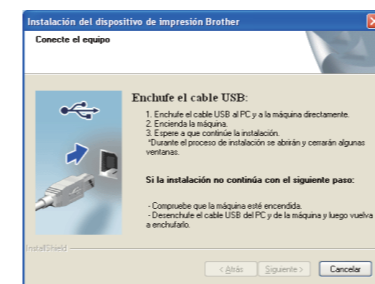 Instalación del dispositivo de impresión Brother
Conecte el equipo
Enchufe el cable USB:
1. Enchufe el cable USB al PC y a la máquina directamente.
2. Encienda la máquina.
3. Espere a que continúe la instalación.
*Durante el proceso de instalación se abrirán y cerrarán algunas
ventanas.
Si la instalación no continúa con el siguiente paso:
- Compruebe que la máquina esté encendida.
- Desenchufe el cable USB del PC y de la máquina y luego vuelva
a enchufarlo.
InstallShield
< Atrás
Siguiente >
Cancelar